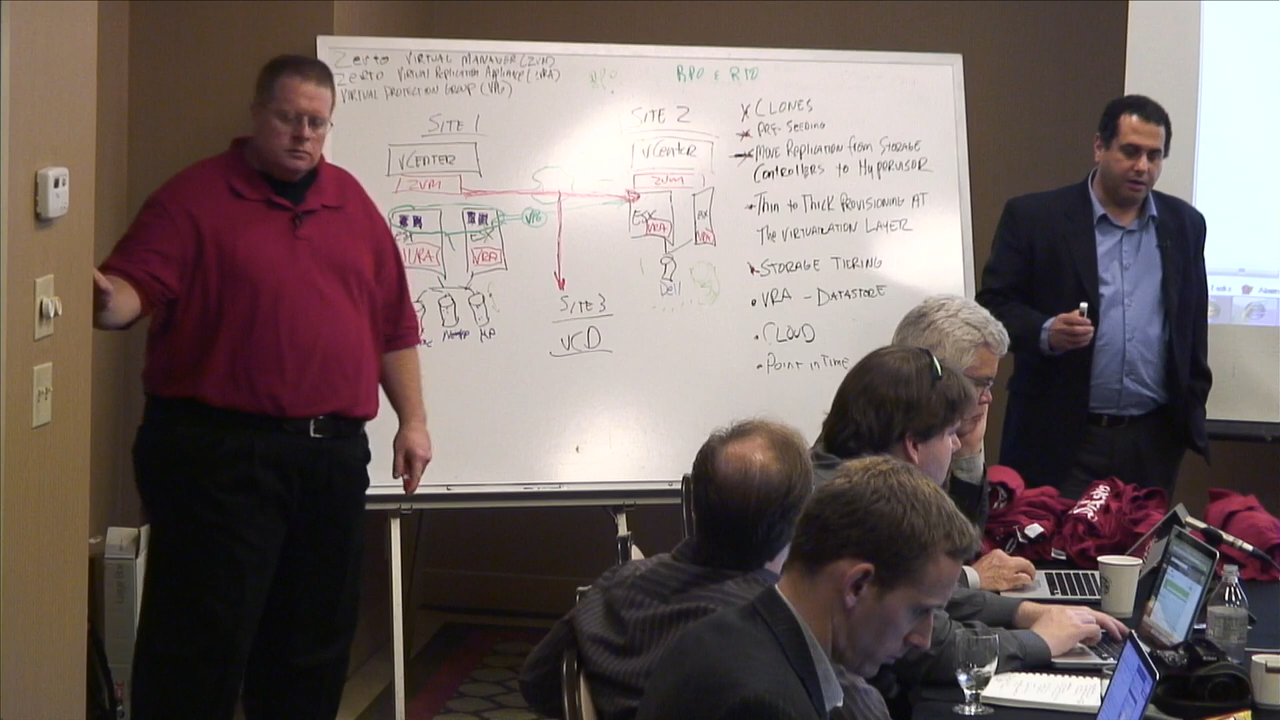 Zerto VIRTUAL MANAGER (ZVM)
ZERTO VIRTUAL REPLICATION APPLIANCE (VRA)
VIRTUAL PROTECTION GROUP (VPG)
RPO
RPO & RTO
SITE 1
VCENTER
ZVM
VPG
ESX
ESX
VRA
VRA
HP
SITE 2
VCENTER
ZVM
ESX
VRA
VRA
Dell
SITE 3
VCD
X CLONES
PRE-SEEDING
MOVE REPLICATION FROM STORAGE
CONTROLLERS TO HYPERVISOR
THIN TO THICK PROVISIONING AT
THE VIRTUALIZATION LAYER
STORAGE TIERING
• VRA - DATASTORE
• CLOUD
• POINT IN TIME